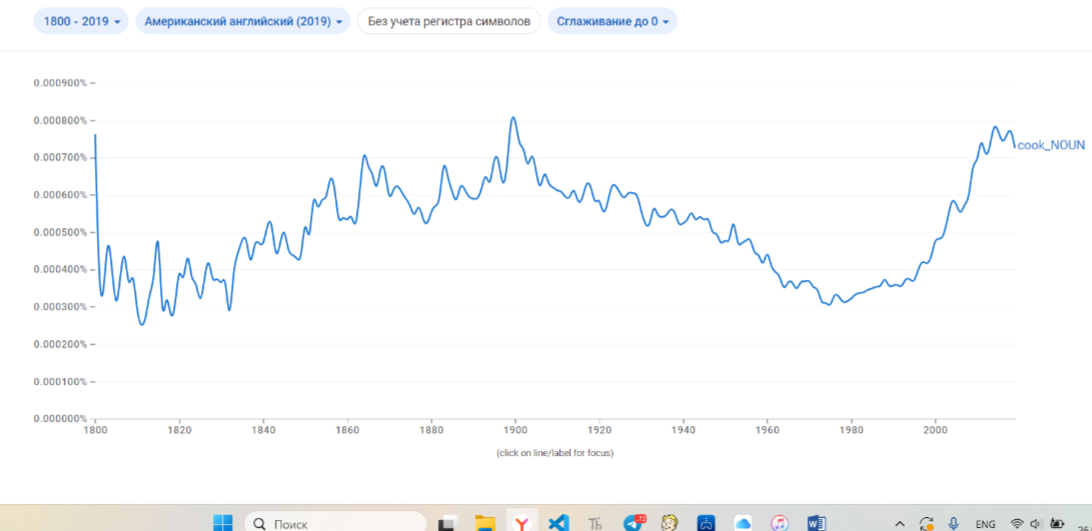 1800 - 2019 Американский английский (2019) Без учета регистра символов Сглаживание до 0
0.000900%
0.000800%
cook_NOUN
0.000700%
0.000600%
0.000500%
0.000400%
0.000300%
0.000200%
0.000100%
0.000000%
1800 1820 1840 1860 1880 1900 1920 1940 1960 1980 2000
(click on line/label for focus)
Поиск 72 ENG